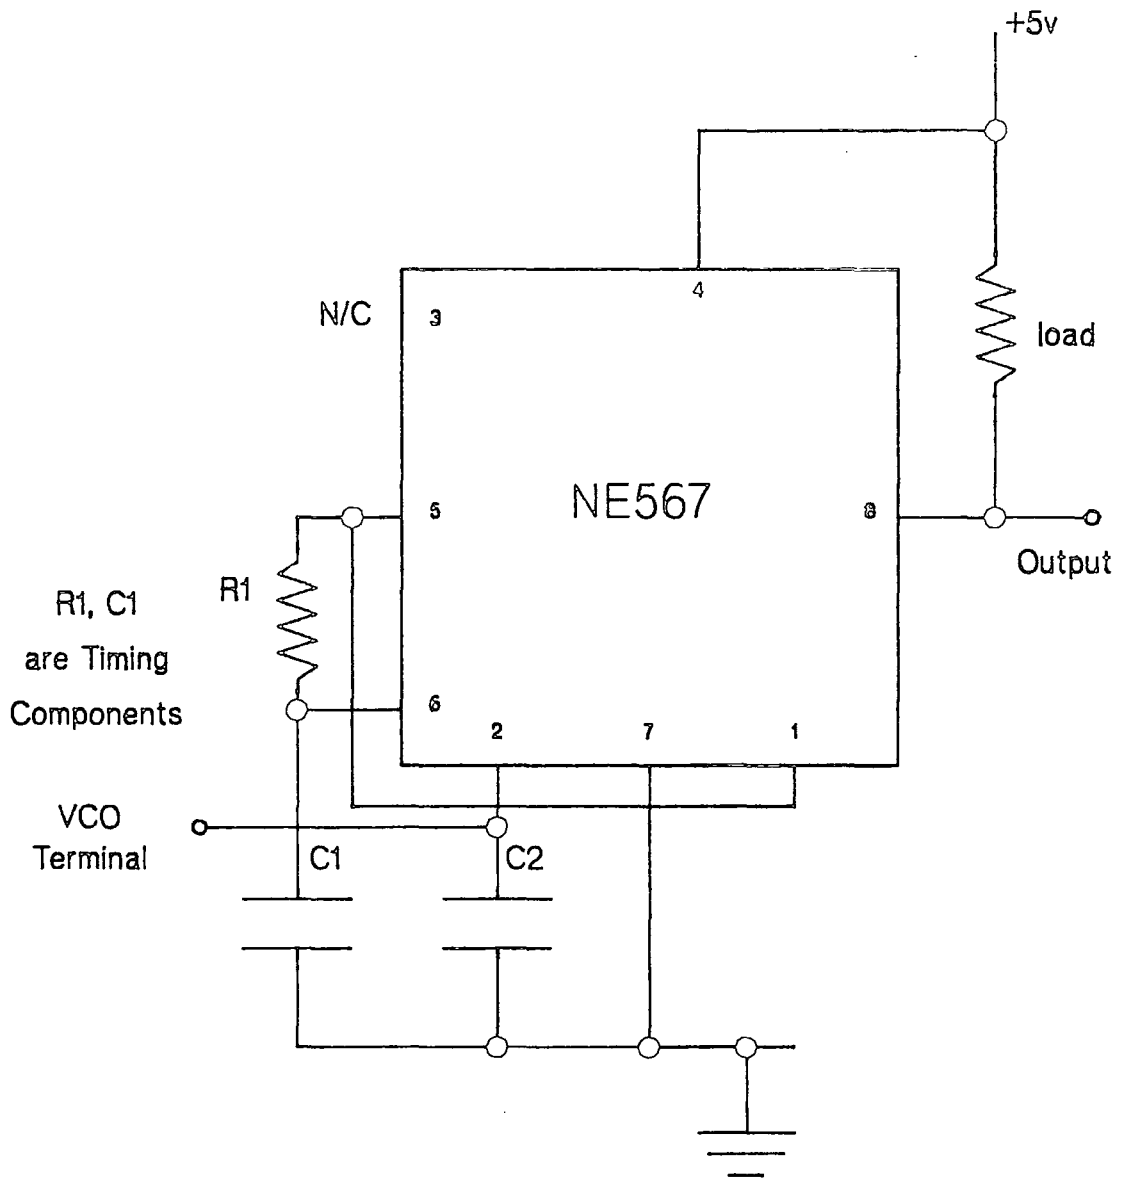 +5v
4
N/C
3
load
NE567
5
8
Output
R1
R1, C1
are Timing
Components
6
2
7
1
VCO
Terminal
C1
C2